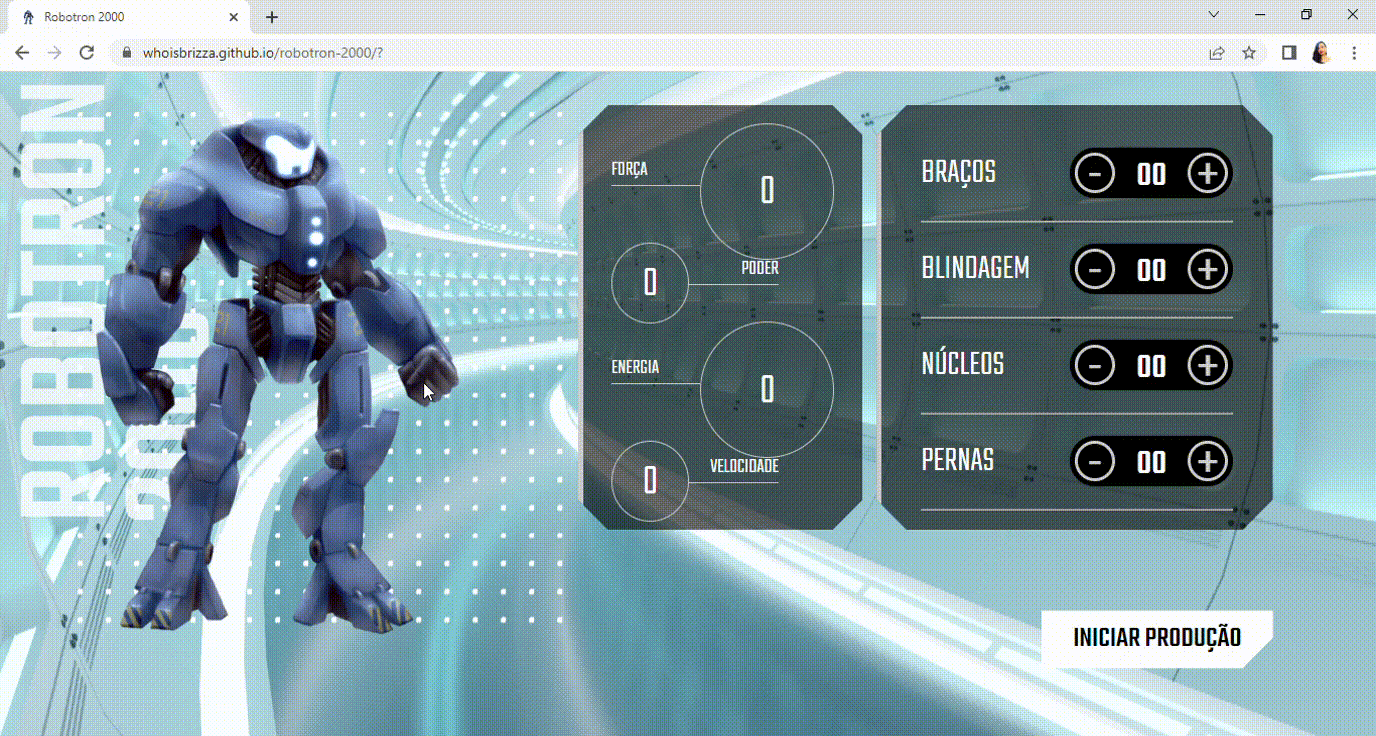 Robotron 2000
whoisbrizza.github.io/robotron-2000/?
ROBOTRON
2000
FORÇA
0
PODER
0
ENERGIA
0
VELOCIDADE
0
BRAÇOS
- 00 +
BLINDAGEM
- 00 +
NÚCLEOS
- 00 +
PERNAS
- 00 +
INICIAR PRODUÇÃO